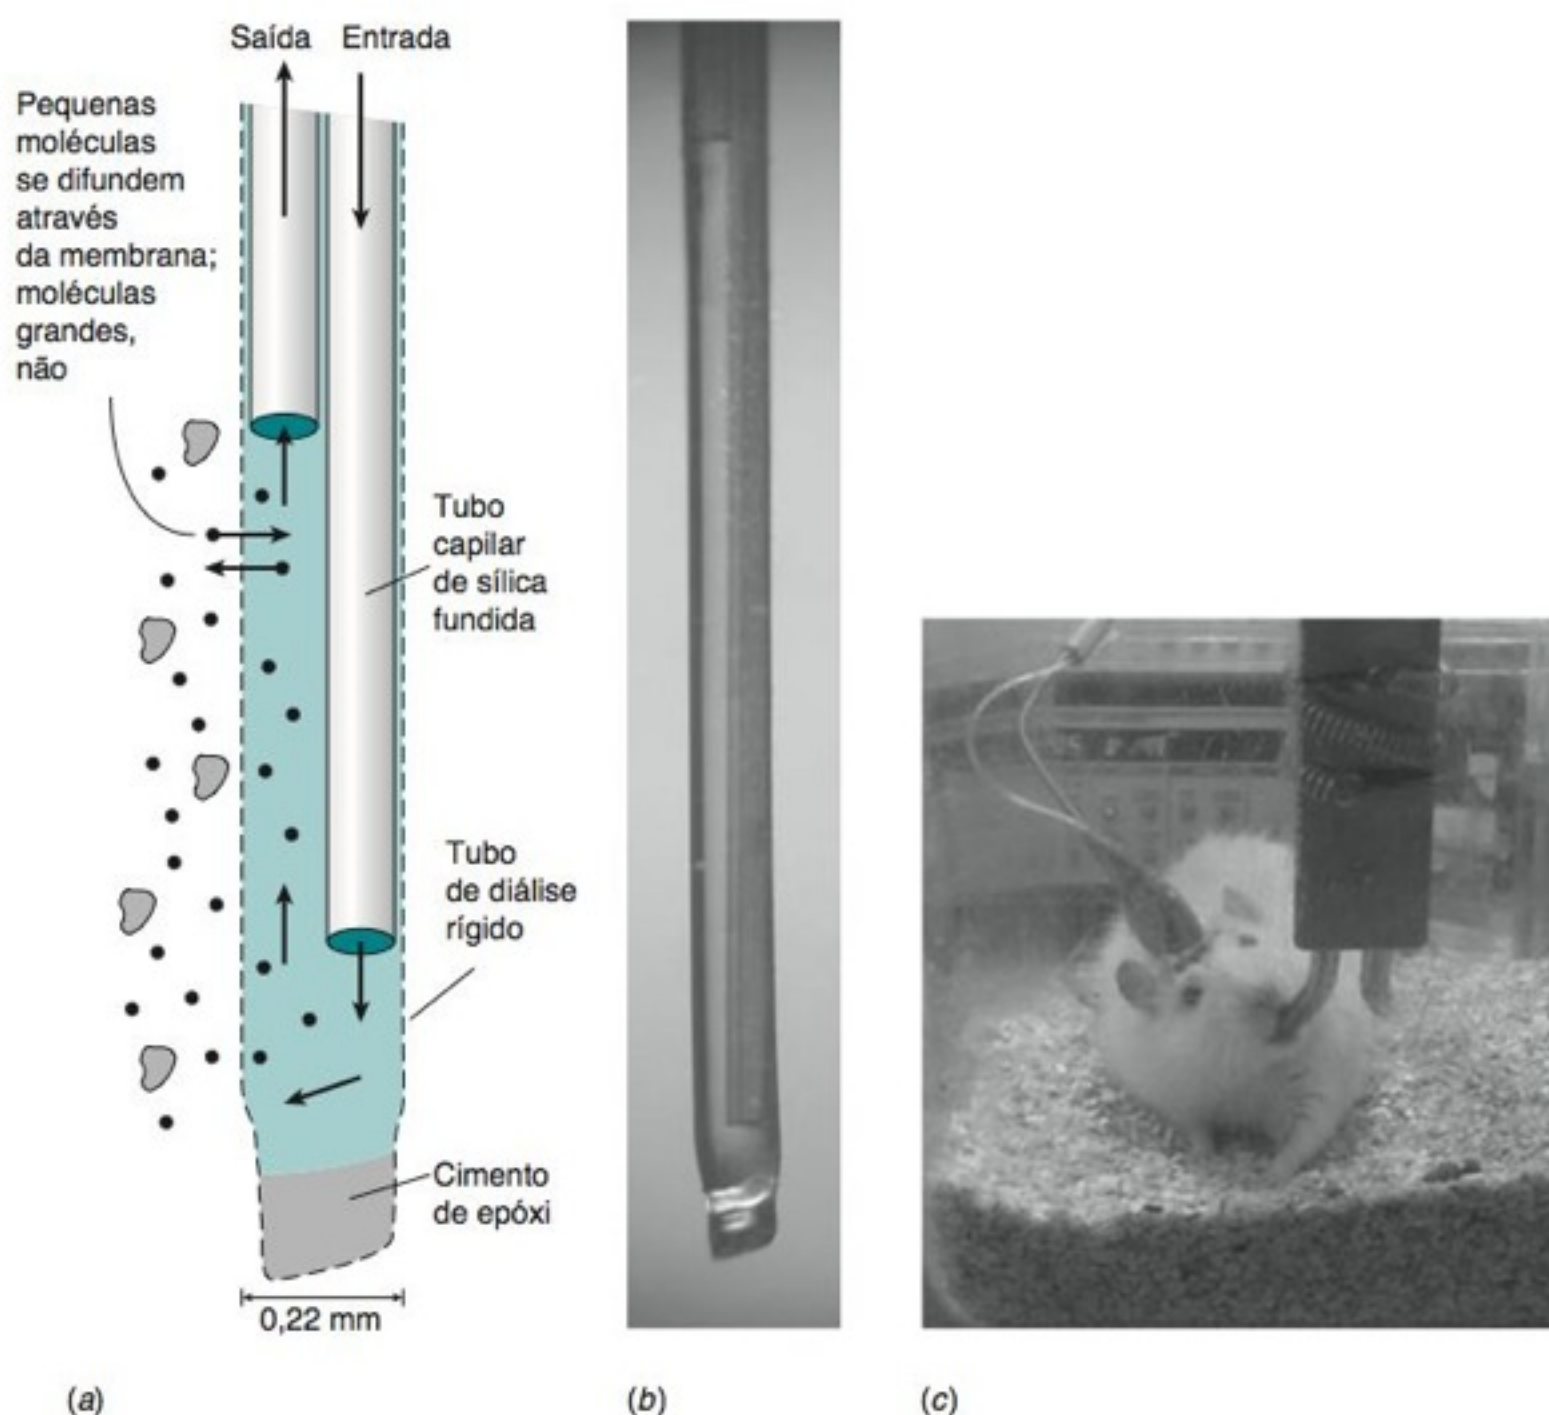 Saída Entrada
Pequenas
moléculas
se difundem
através
da membrana;
moléculas
grandes,
não
Tubo
capilar
de sílica
fundida
Tubo
de diálise
rígido
Cimento
de epóxi
0,22 mm
(a)
(b)
(c)